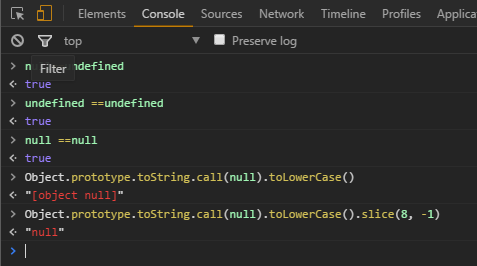 Elements Console Sources Network Timeline Profiles Applica
top Preserve log
n undefined
Filter
true
> undefined ==undefined
true
> null ==null
true
> Object.prototype.toString.call(null).toLowerCase()
"[object null]"
> Object.prototype.toString.call(null).toLowerCase().slice(8, -1)
"null"
>